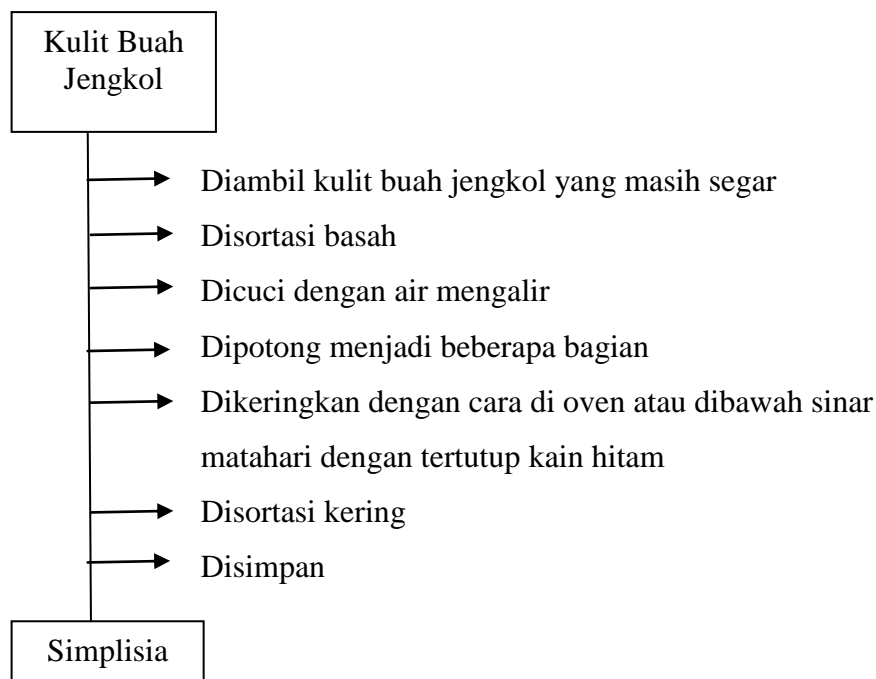 Kulit Buah
Jengkol
Diambil kulit buah jengkol yang masih segar
Disortasi basah
Dicuci dengan air mengalir
Dipotong menjadi beberapa bagian
Dikeringkan dengan cara di oven atau dibawah sinar
matahari dengan tertutup kain hitam
Disortasi kering
Disimpan
Simplisia